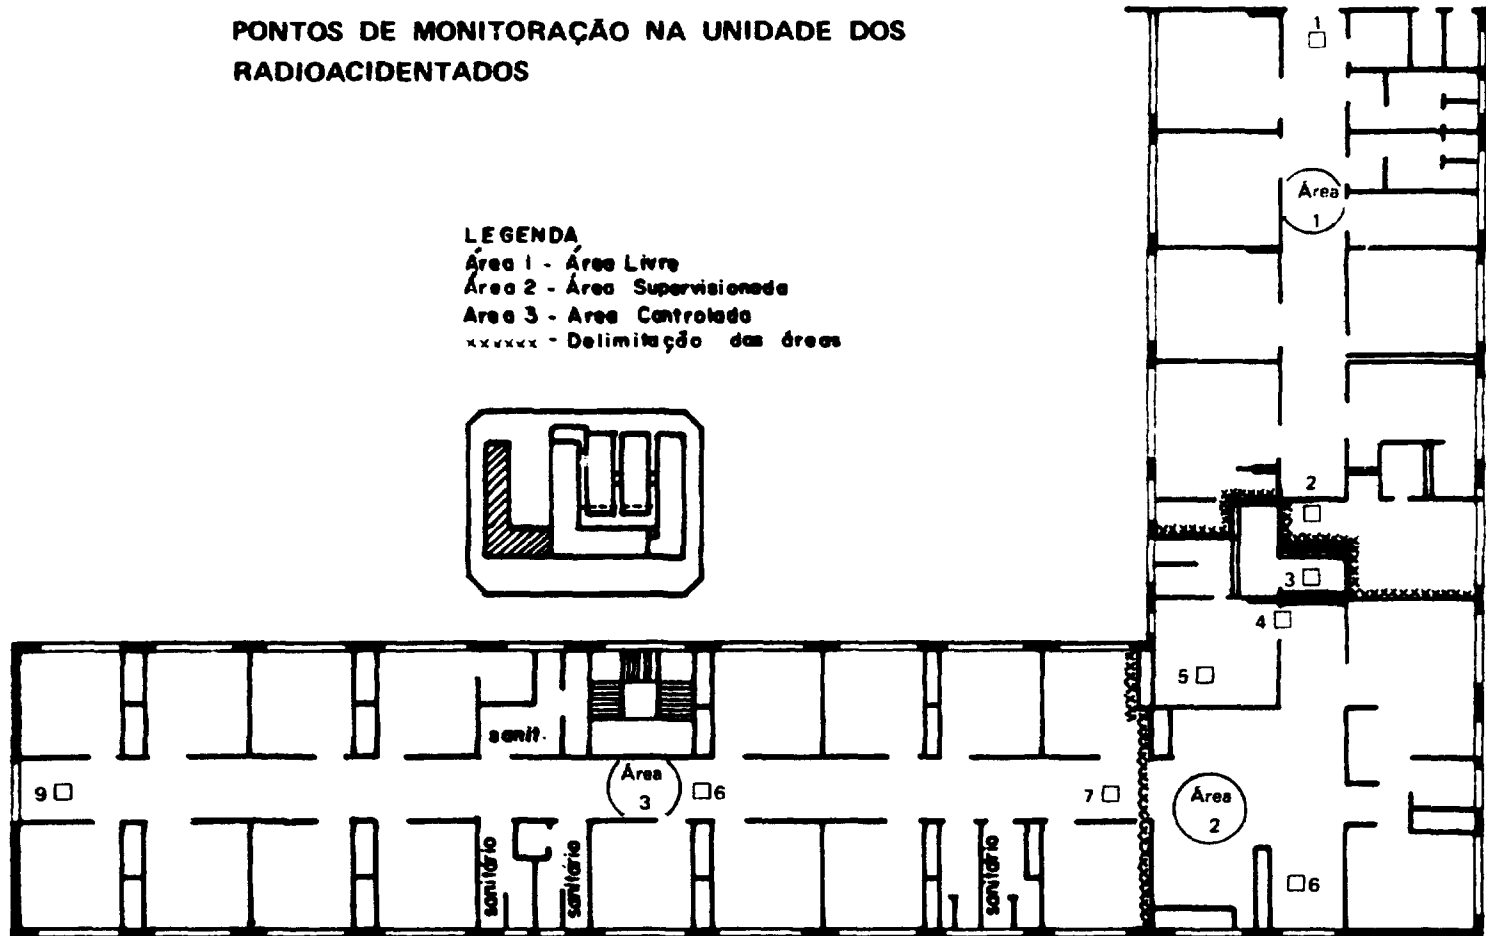 PONTOS DE MONITORAÇÃO NA UNIDADE DOS
RADIOACIDENTADOS
LEGENDA
Área 1 - Área Livre
Área 2 - Área Supervisionada
Area 3 - Area Controlada
xxxxxx - Delimitação das áreas
1
Área
1
2
3
4
5
sanit.
Área
3
6
7
9
Área
2
6
sanitário
sanitário
sanitário